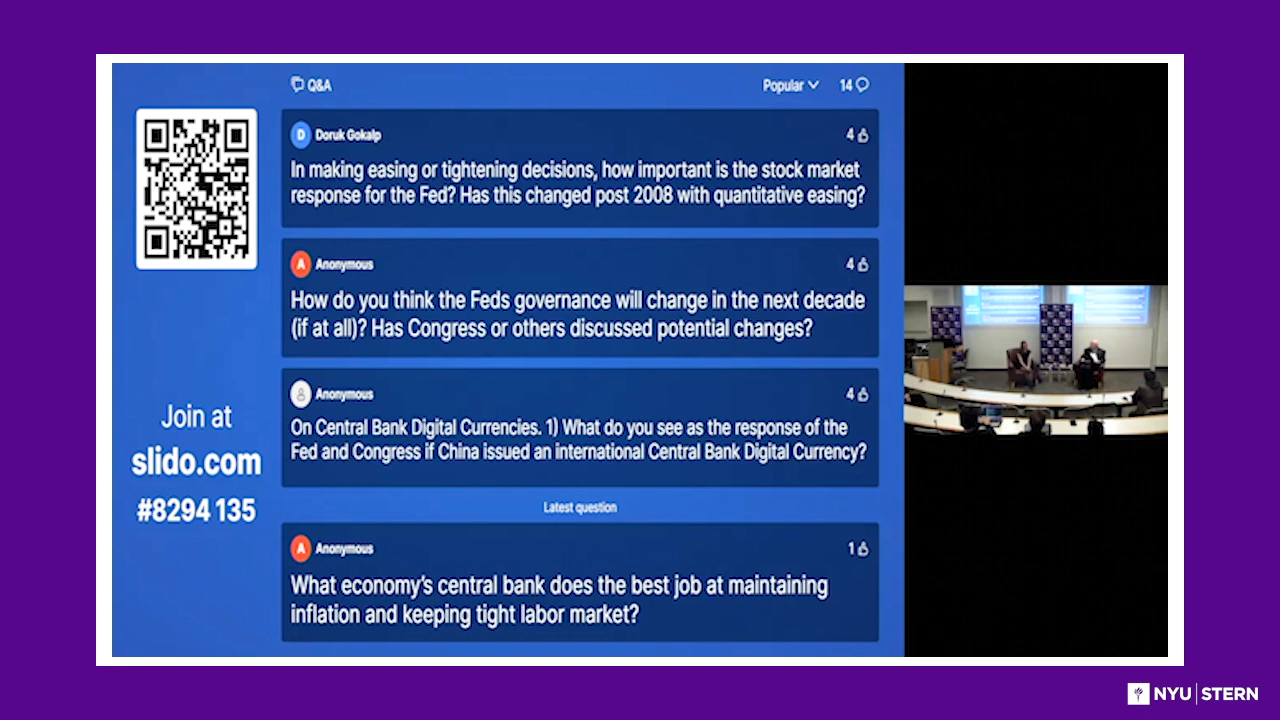 Q&A
Popular
14
D
Doruk Gokalp
4
In making easing or tightening decisions, how important is the stock market
response for the Fed? Has this changed post 2008 with quantitative easing?
A
Anonymous
4
How do you think the Feds governance will change in the next decade
(if at all)? Has Congress or others discussed potential changes?
Anonymous
4
On Central Bank Digital Currencies. 1) What do you see as the response of the
Fed and Congress if China issued an international Central Bank Digital Currency?
Latest question
A
Anonymous
1
What economy's central bank does the best job at maintaining
inflation and keeping tight labor market?
Join at
slido.com
#8294 135
NYU STERN